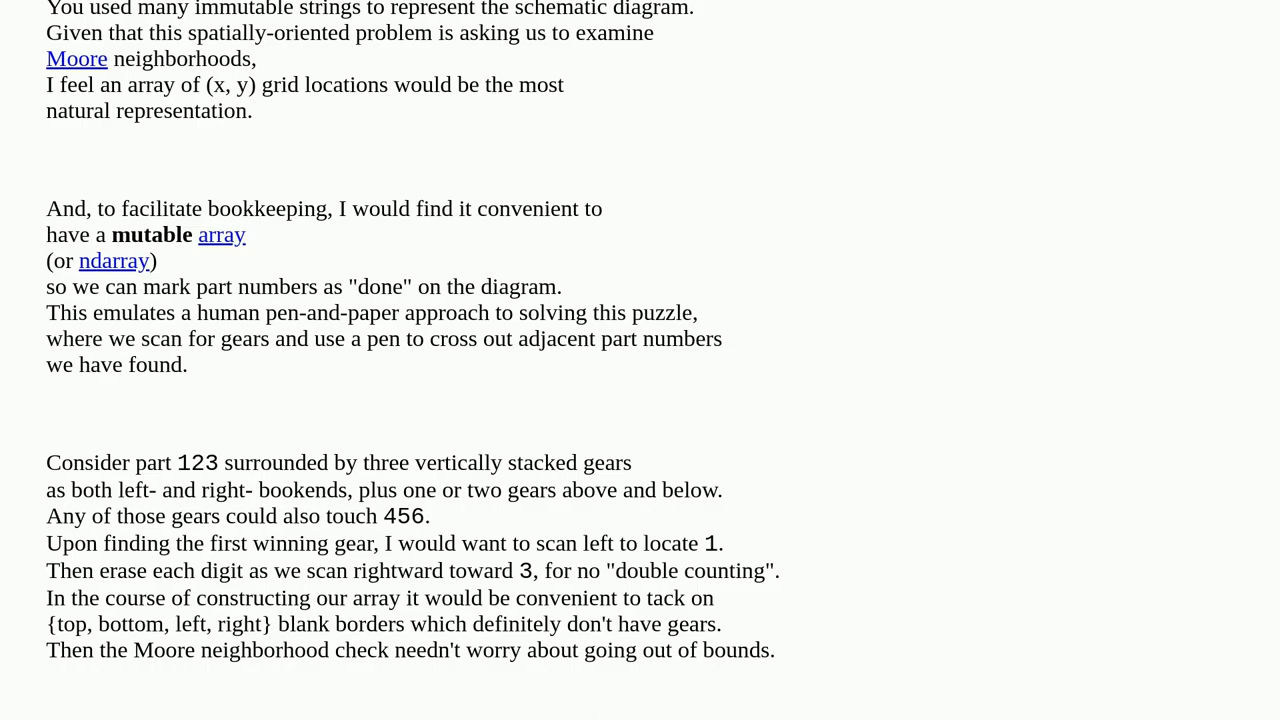 You used many immutable strings to represent the schematic diagram.
Given that this spatially-oriented problem is asking us to examine
Moore neighborhoods,
I feel an array of (x, y) grid locations would be the most
natural representation.
And, to facilitate bookkeeping, I would find it convenient to
have a mutable array
(or ndarray)
so we can mark part numbers as "done" on the diagram.
This emulates a human pen-and-paper approach to solving this puzzle,
where we scan for gears and use a pen to cross out adjacent part numbers
we have found.
Consider part 123 surrounded by three vertically stacked gears
as both left- and right- bookends, plus one or two gears above and below.
Any of those gears could also touch 456.
Upon finding the first winning gear, I would want to scan left to locate 1.
Then erase each digit as we scan rightward toward 3, for no "double counting".
In the course of constructing our array it would be convenient to tack on
{top, bottom, left, right} blank borders which definitely don't have gears.
Then the Moore neighborhood check needn't worry about going out of bounds.